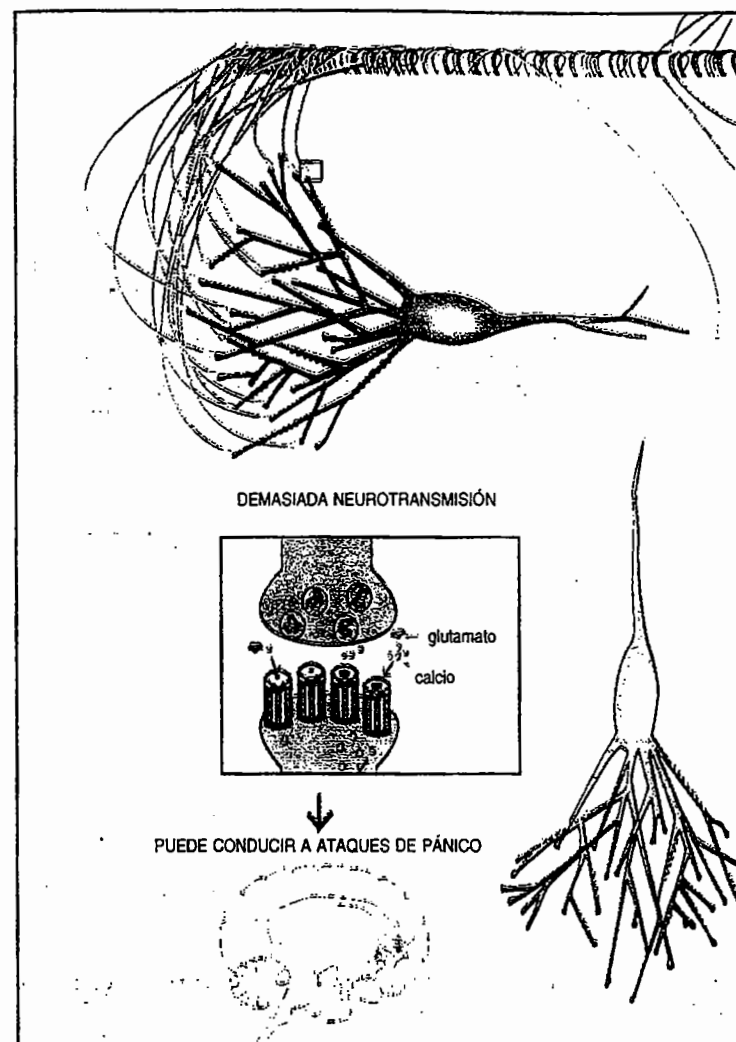 DEMASIADA NEUROTRANSMISIÓN
glutamato
calcio
PUEDE CONDUCIR A ATAQUES DE PÁNICO